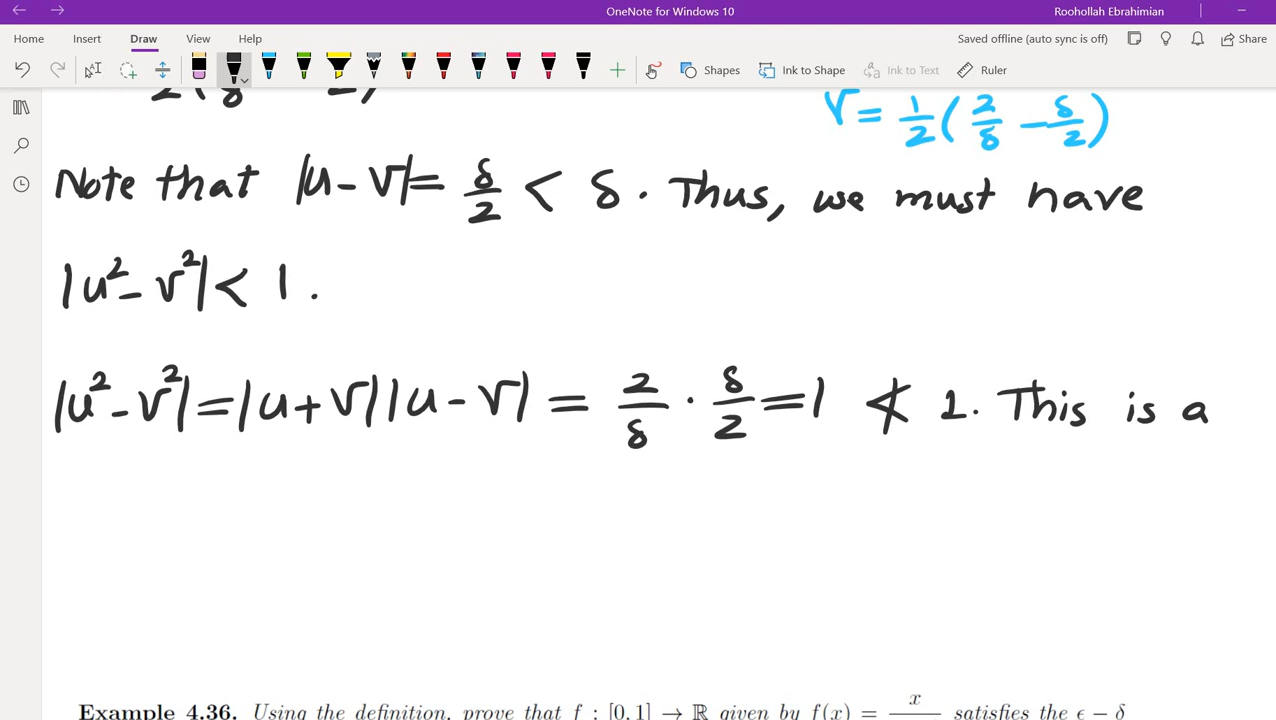 OneNote for Windows 10
Roohollah Ebrahimian
Home Insert Draw View Help
Saved offline (auto sync is off)
Share
Shapes
Ink to Shape
Ink to Text
Ruler
v = 1/2 ( 2/δ - δ/2 )
Note that |u - v| = δ/2 < δ. Thus, we must have
|u² - v²| < 1.
|u² - v²| = |u + v| |u - v| = 2/δ · δ/2 = 1 ≮ 1. This is a
Example 4.36. Using the definition, prove that f : [0, 1] → ℝ given by f(x) = x satisfies the ϵ − δ